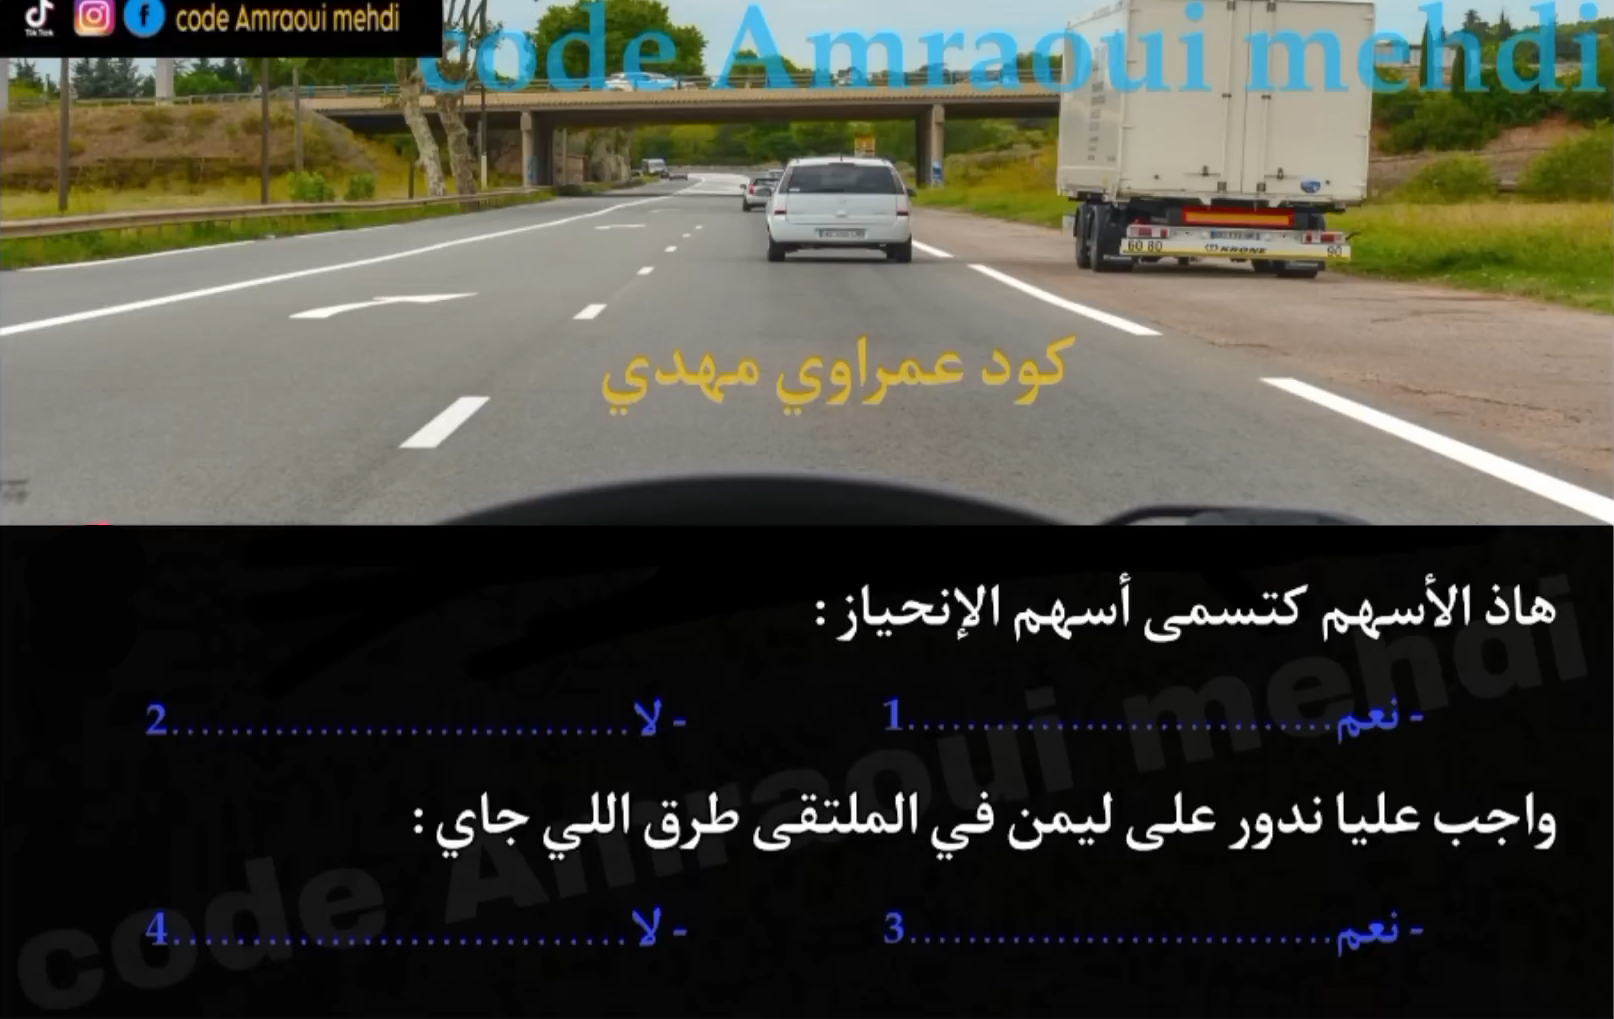 code Amraoui mehdi
code Amraoui mehdi
60 80 KRONE 90
كود عمراوي مهدي
هاذ الأسهم كتسمى أسهم الإنحياز :
- نعم..............................1 - لا..............................2
واجب عليا ندور على ليمن في الملتقى طرق اللي جاي :
- نعم..............................3 - لا..............................4
code Amraoui mehdi